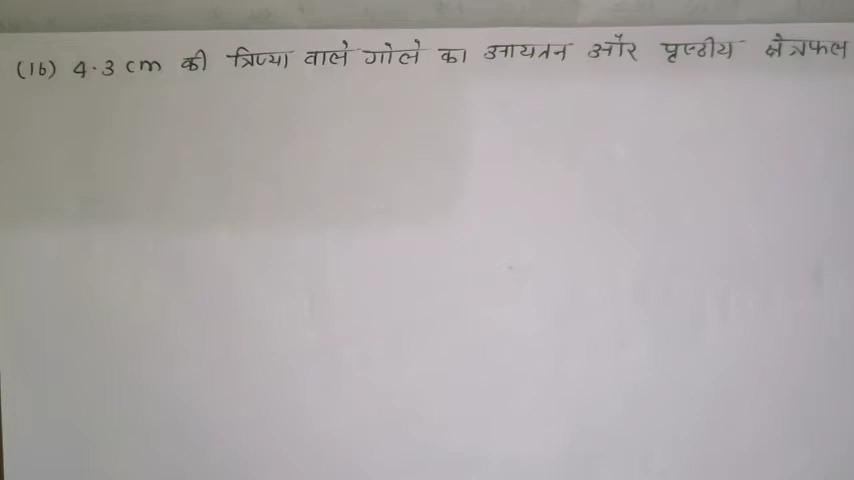 (16) 4.3 cm की त्रिज्या वाले गोले का आयतन और पृष्ठीय क्षेत्रफल